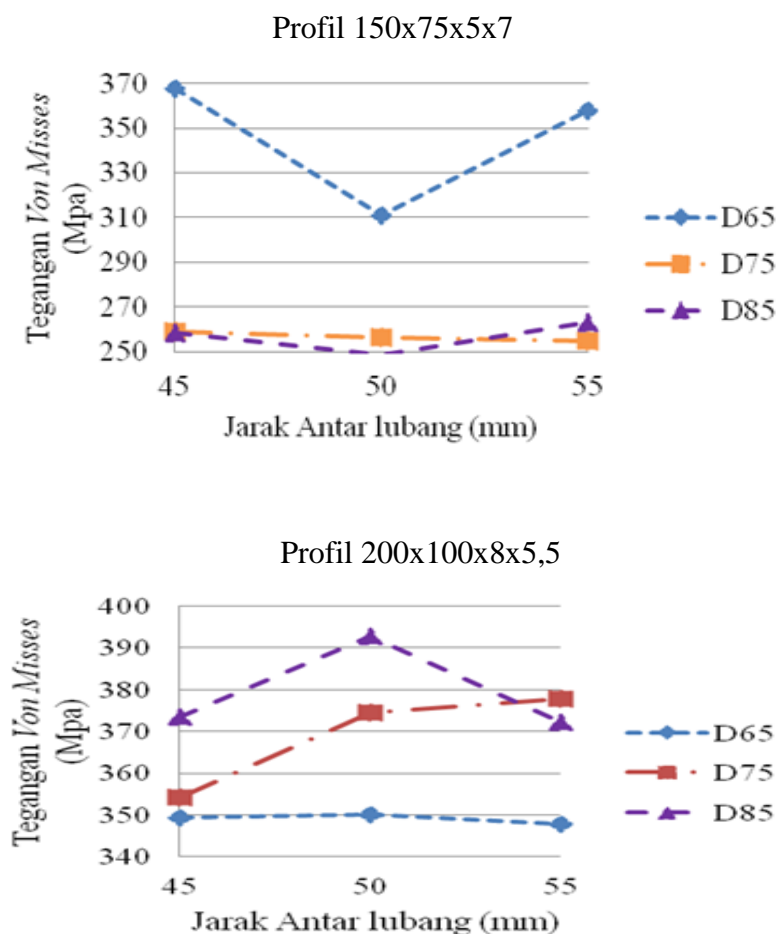 Profil 150x75x5x7
Tegangan Von Misses
(Mpa)
370
350
330
310
290
270
250
45
50
55
Jarak Antar lubang (mm)
D65
D75
D85
Profil 200x100x8x5,5
Tegangan Von Misses
(Mpa)
400
390
380
370
360
350
340
45
50
55
Jarak Antar lubang (mm)
D65
D75
D85